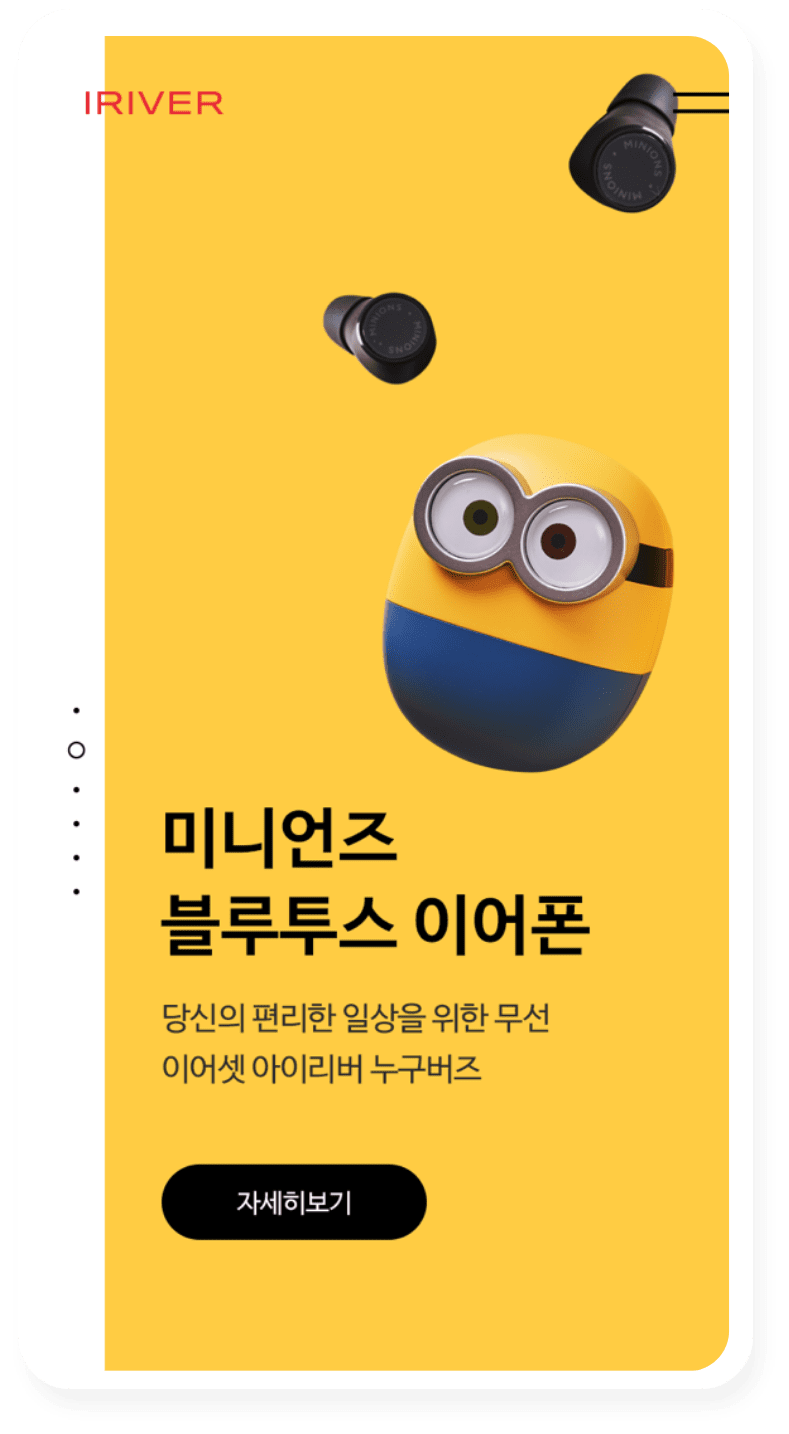 IRIVER
MINIONS • MINIONS •
MINIONS • MINIONS •
미니언즈
블루투스 이어폰
당신의 편리한 일상을 위한 무선
이어셋 아이리버 누구버즈
자세히보기